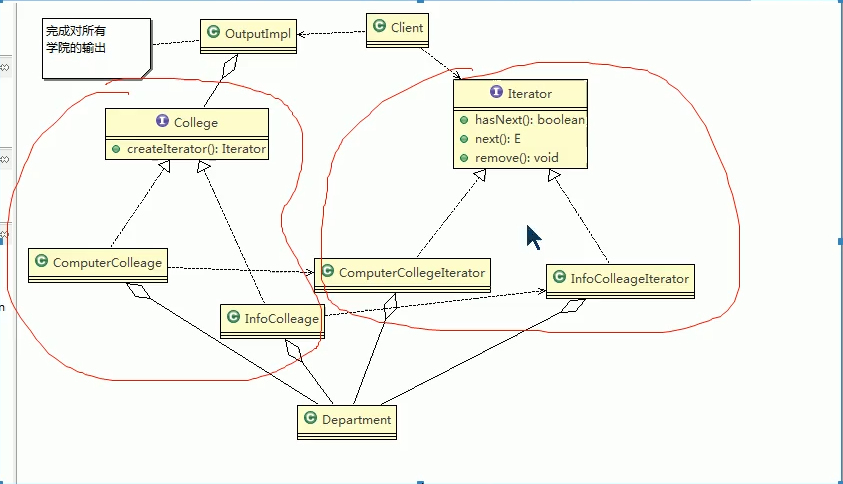 完成对所有
学院的输出
OutputImpl
Client
College
createIterator(): Iterator
Iterator
hasNext(): boolean
next(): E
remove(): void
ComputerColleage
ComputerCollegeIterator
InfoColleageIterator
InfoColleage
Department
n